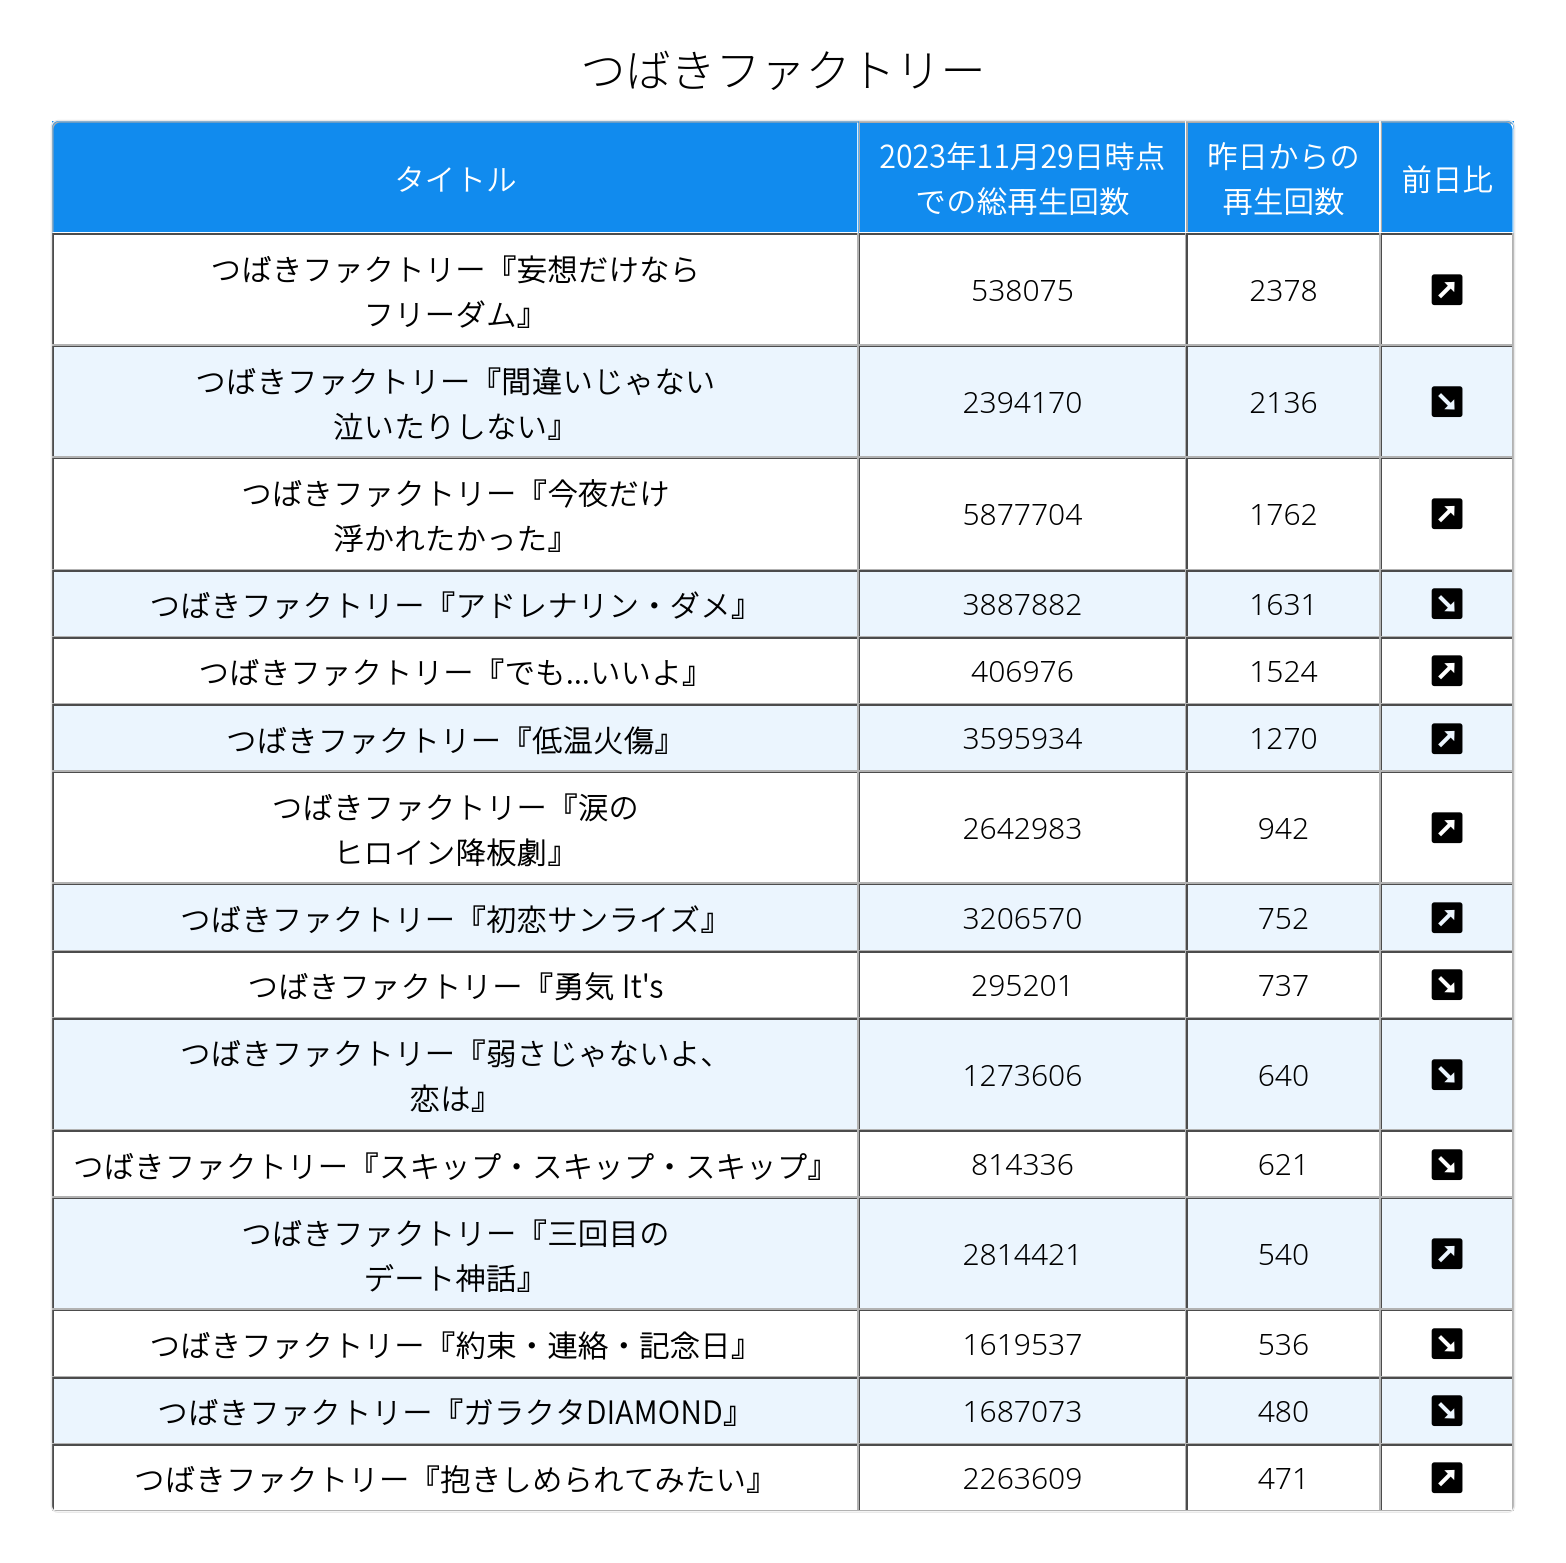 つばきファクトリー
タイトル
2023年11月29日時点
での総再生回数
昨日からの
再生回数
前日比
つばきファクトリー『妄想だけなら
フリーダム』
538075
2378
つばきファクトリー『間違いじゃない
泣いたりしない』
2394170
2136
つばきファクトリー『今夜だけ
浮かれたかった』
5877704
1762
つばきファクトリー『アドレナリン・ダメ』
3887882
1631
つばきファクトリー『でも...いいよ』
406976
1524
つばきファクトリー『低温火傷』
3595934
1270
つばきファクトリー『涙の
ヒロイン降板劇』
2642983
942
つばきファクトリー『初恋サンライズ』
3206570
752
つばきファクトリー『勇気 It's
295201
737
つばきファクトリー『弱さじゃないよ、
恋は』
1273606
640
つばきファクトリー『スキップ・スキップ・スキップ』
814336
621
つばきファクトリー『三回目の
デート神話』
2814421
540
つばきファクトリー『約束・連絡・記念日』
1619537
536
つばきファクトリー『ガラクタDIAMOND』
1687073
480
つばきファクトリー『抱きしめられてみたい』
2263609
471